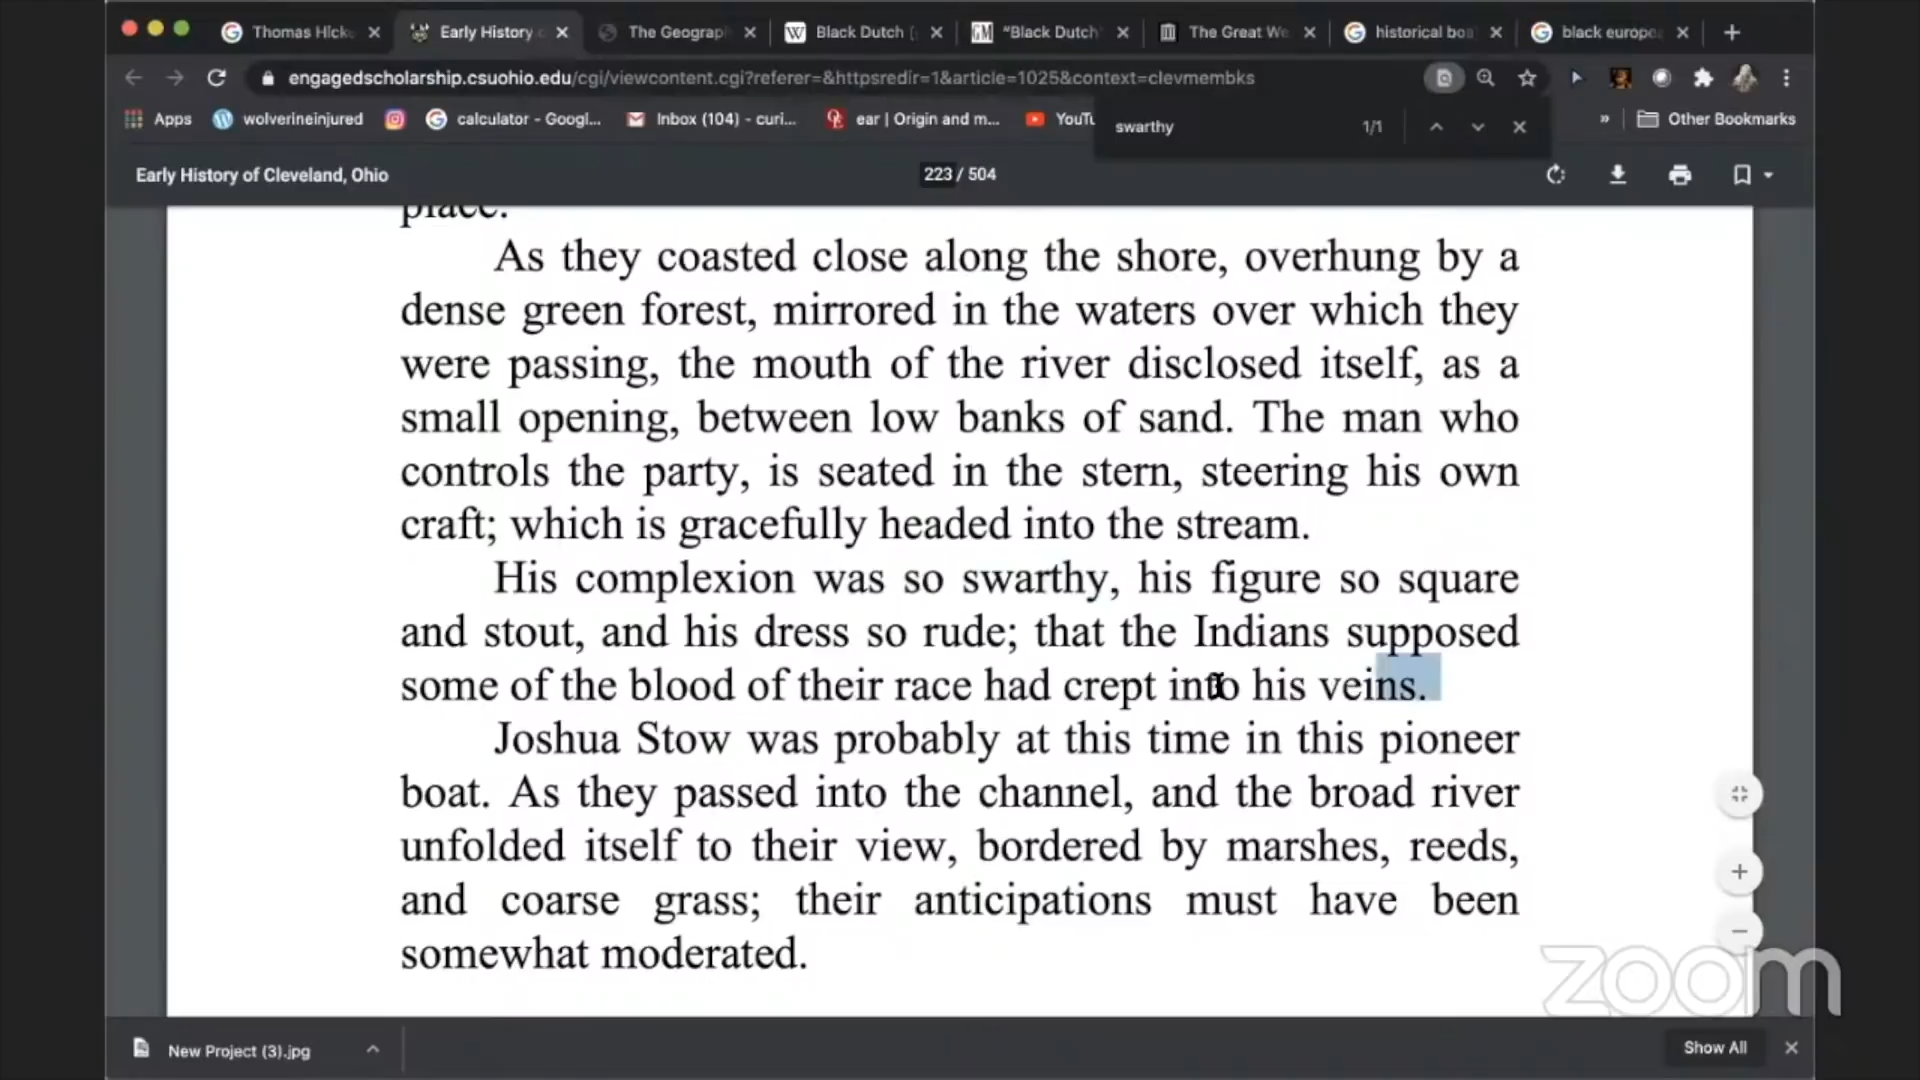 Thomas Hick
Early History
The Geograp
Black Dutch (
"Black Dutch"
The Great We
historical boa
black europe
engagedscholarship.csuohio.edu/cgi/viewcontent.cgi?referer=&httpsredir=1&article=1025&context=clevmembks
Apps
wolverineinjured
calculator - Googl...
Inbox (104) - curi...
ear | Origin and m...
YouTu
swarthy
1/1
»
Other Bookmarks
Early History of Cleveland, Ohio
223 / 504
place.
As they coasted close along the shore, overhung by a
dense green forest, mirrored in the waters over which they
were passing, the mouth of the river disclosed itself, as a
small opening, between low banks of sand. The man who
controls the party, is seated in the stern, steering his own
craft; which is gracefully headed into the stream.
His complexion was so swarthy, his figure so square
and stout, and his dress so rude; that the Indians supposed
some of the blood of their race had crept into his veins.
Joshua Stow was probably at this time in this pioneer
boat. As they passed into the channel, and the broad river
unfolded itself to their view, bordered by marshes, reeds,
and coarse grass; their anticipations must have been
somewhat moderated.
zoom
New Project (3).jpg
Show All